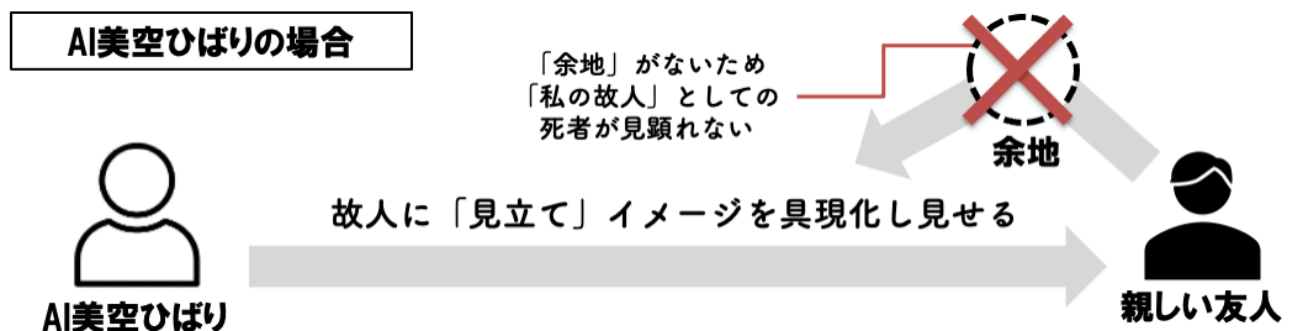 AI美空ひばりの場合
「余地」がないため
「私の故人」としての
死者が見顕れない
余地
故人に「見立て」イメージを具現化し見せる
AI美空ひばり
親しい友人